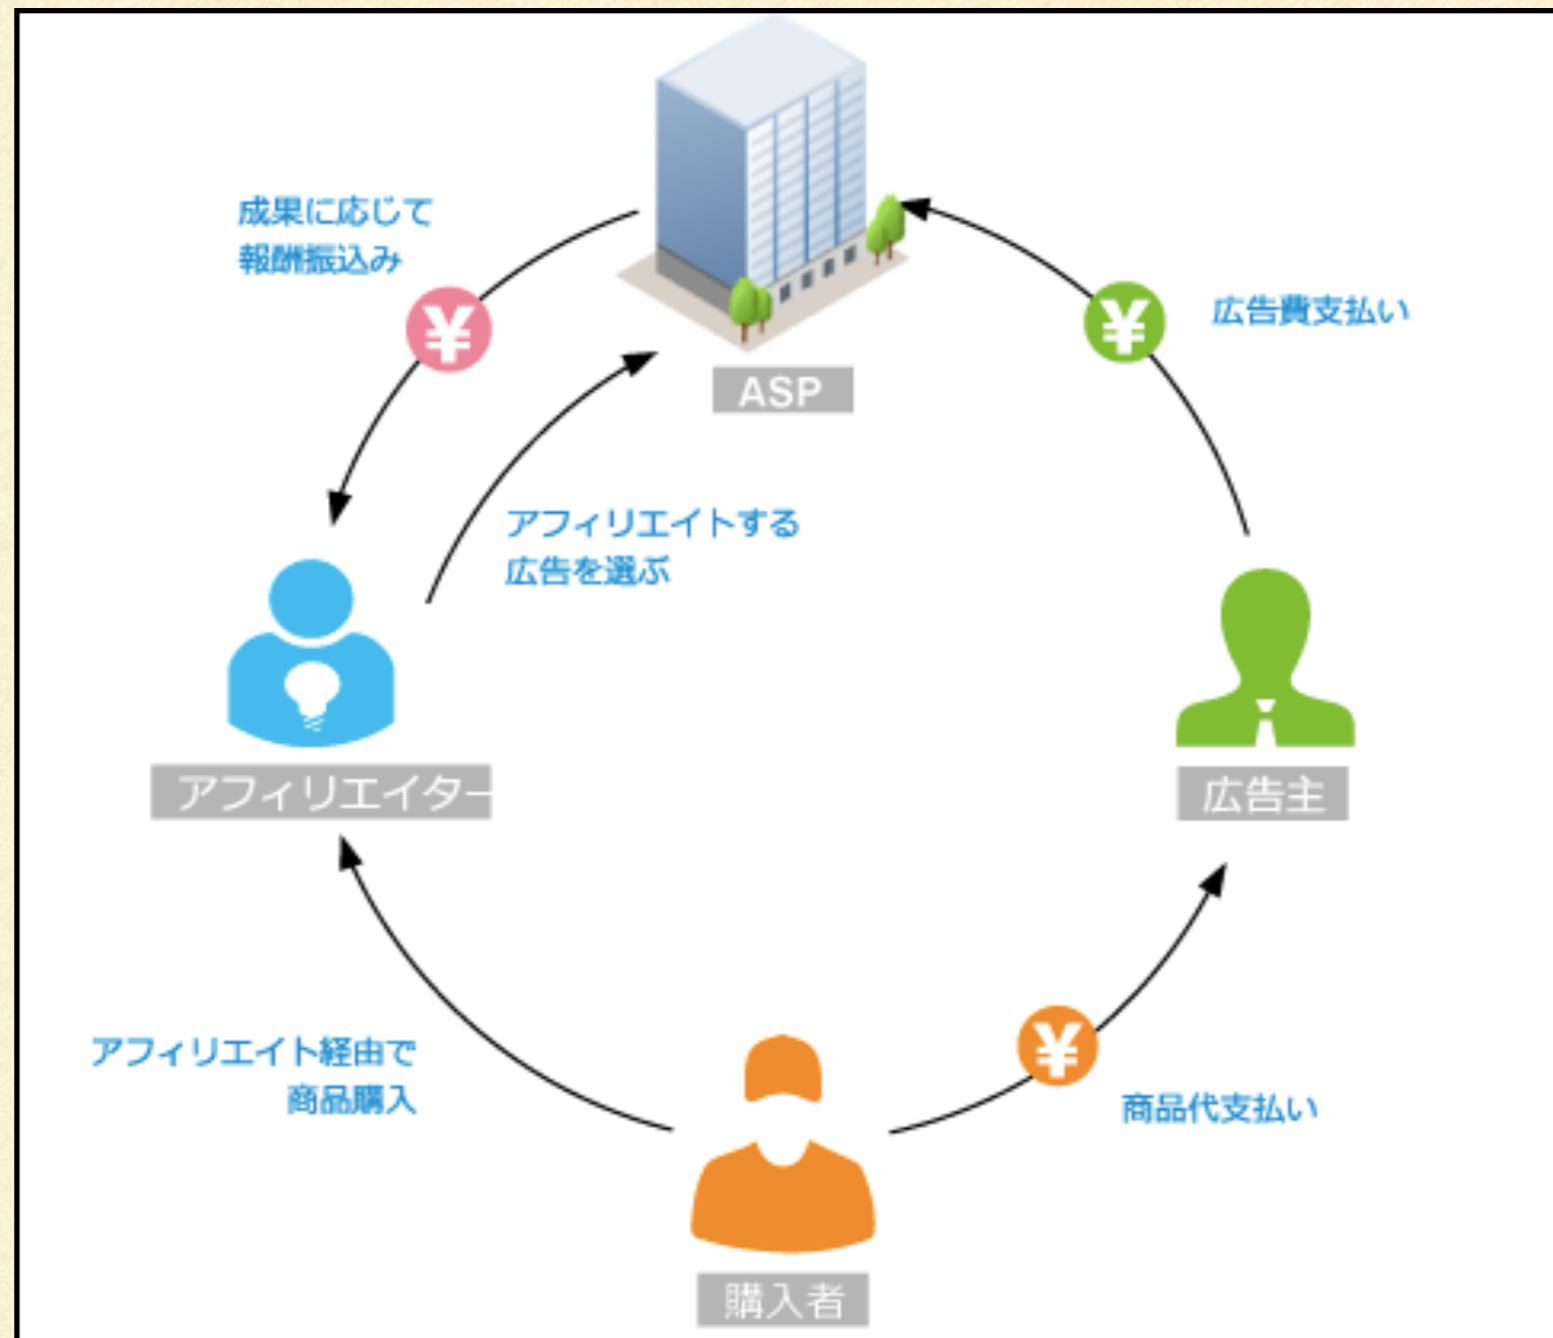 成果に応じて
報酬振込み
¥
¥
広告費支払い
ASP
アフィリエイトする
広告を選ぶ
アフィリエイター
広告主
アフィリエイト経由で
商品購入
¥
商品代支払い
購入者